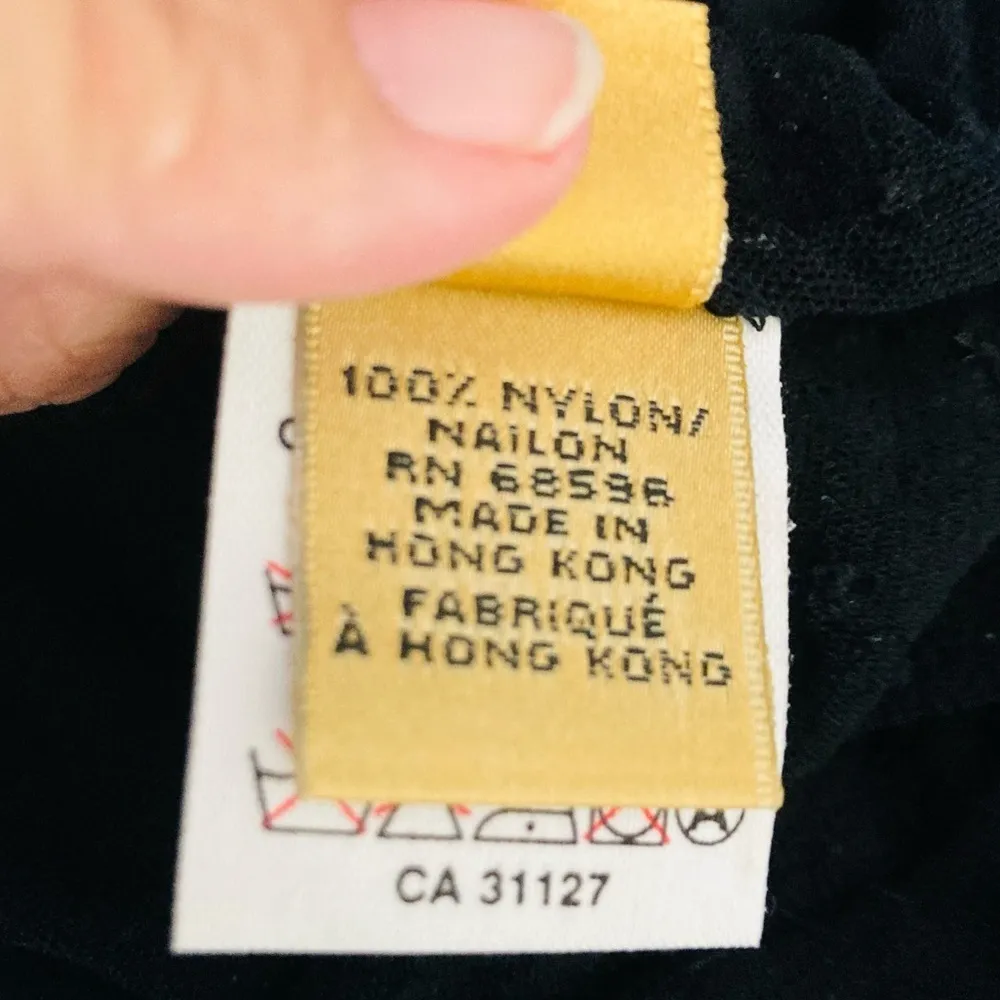 100% NYLON/
NAILON
RN 68596
MADE IN
HONG KONG
FABRIQUÉ
À HONG KONG
A
CA 31127